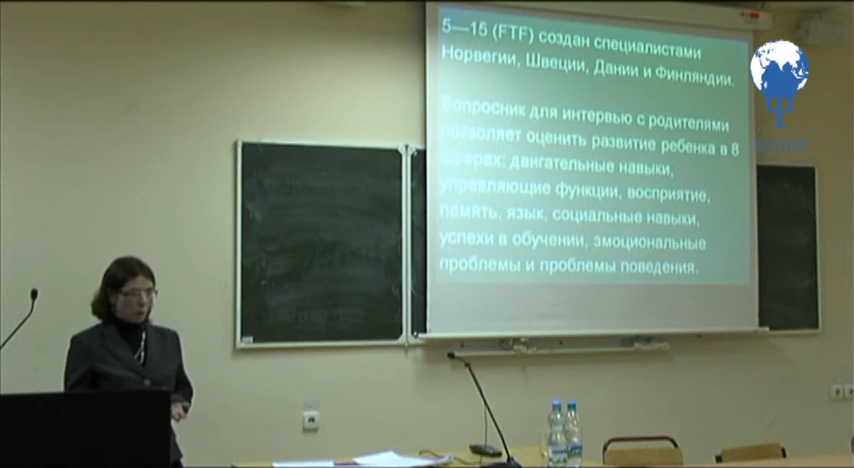 5—15 (FTF) создан специалистами
Норвегии, Швеции, Дании и Финляндии.
Вопросник для интервью с родителями
позволяет оценить развитие ребенка в 8
сферах: двигательные навыки,
управляющие функции, восприятие,
память, язык, социальные навыки,
успехи в обучении, эмоциональные
проблемы и проблемы поведения.